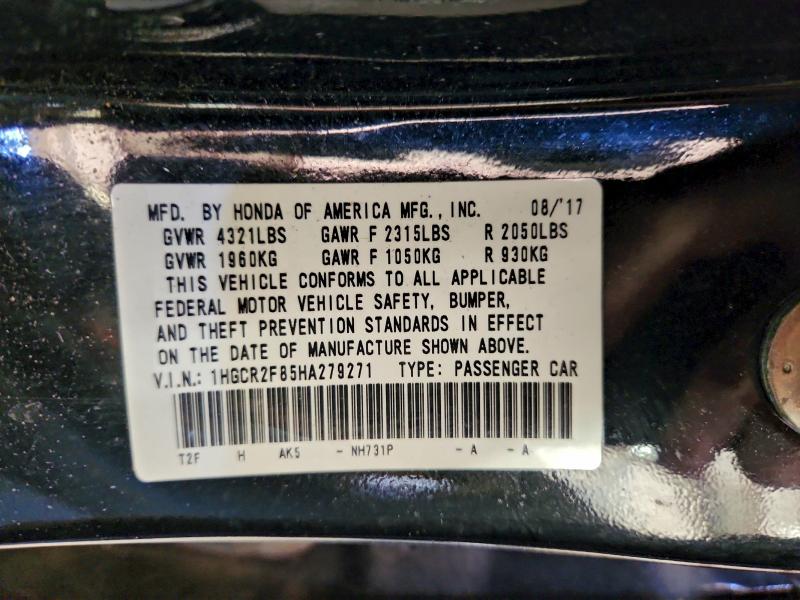 MFD. BY HONDA OF AMERICA MFG., INC. 08/'17
GVWR 4321LBS GAWR F 2315LBS R 2050LBS
GVWR 1960KG GAWR F 1050KG R 930KG
THIS VEHICLE CONFORMS TO ALL APPLICABLE
FEDERAL MOTOR VEHICLE SAFETY, BUMPER,
AND THEFT PREVENTION STANDARDS IN EFFECT
ON THE DATE OF MANUFACTURE SHOWN ABOVE.
V.I.N.: 1HGCR2F85HA279271 TYPE: PASSENGER CAR
T2F H AK5 - NH731P - A - A